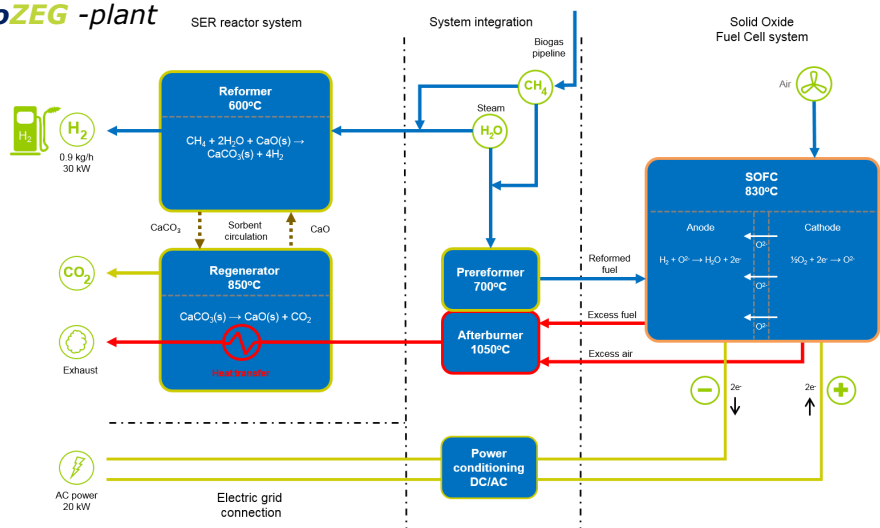 oZEG -plant
SER reactor system
System integration
Solid Oxide
Fuel Cell system
Biogas
pipeline
CH₄
Air
Steam
H₂O
Reformer
600ºC
CH₄ + 2H₂O + CaO(s) →
CaCO₃(s) + 4H₂
H₂
H₂
0.9 kg/h
30 kW
CaCO₃
Sorbent
circulation
CaO
SOFC
830ºC
Anode
Cathode
O²⁻
H₂ + O²⁻ → H₂O + 2e⁻
½O₂ + 2e⁻ → O²⁻
O²⁻
O²⁻
Regenerator
850ºC
CaCO₃(s) → CaO(s) + CO₂
Heat transfer
CO₂
Exhaust
Prereformer
700ºC
Reformed
fuel
Afterburner
1050ºC
Excess fuel
Excess air
2e⁻
2e⁻
Power
conditioning
DC/AC
AC power
20 kW
Electric grid
connection